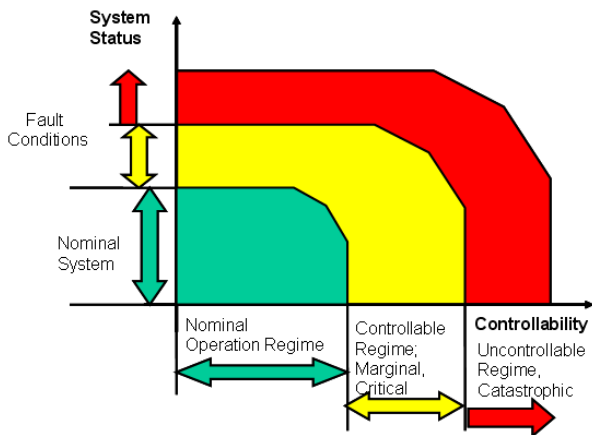 System
Status
Fault
Conditions
Nominal
System
Nominal
Operation Regime
Controllable
Regime;
Marginal,
Critical
Controllability
Uncontrollable
Regime,
Catastrophic